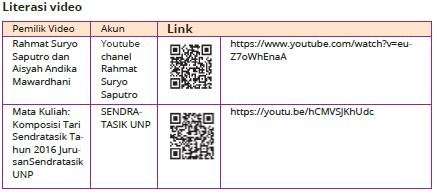 Literasi video
Pemilik Video Akun Link
Rahmat Suryo
Saputro dan
Aisyah Andika
Mawardhani
Youtube
chanel
Rahmat
Suryo
Saputro
https://www.youtube.com/watch?v=eu-
Z7oWhEnaA
Mata Kuliah:
Komposisi Tari
Sendratasik Ta-
hun 2016 Juru-
sanSendratasik
UNP
SENDRA-
TASIK UNP
https://youtu.be/hCMVSJKhUdc